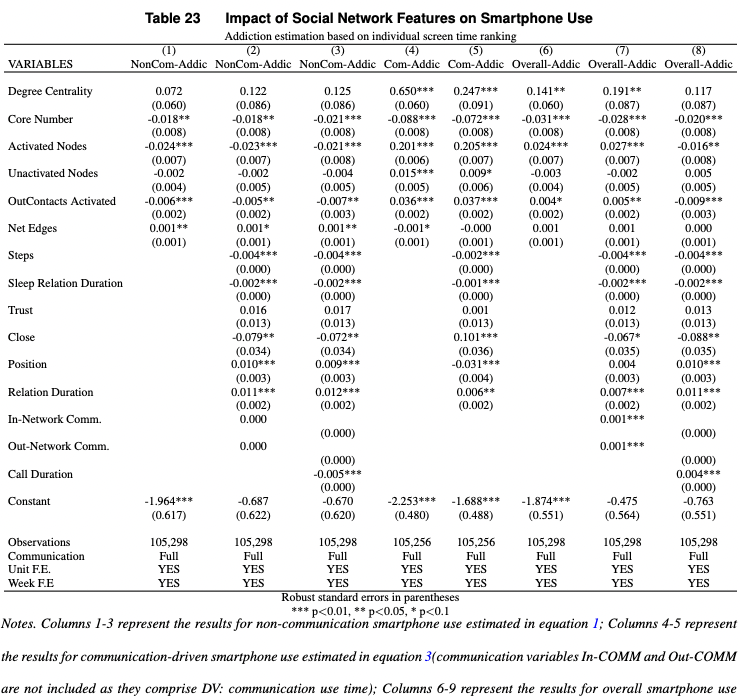 Table 23 Impact of Social Network Features on Smartphone Use
Addiction estimation based on individual screen time ranking
(1) (2) (3) (4) (5) (6) (7) (8)
VARIABLES NonCom-Addic NonCom-Addic NonCom-Addic Com-Addic Com-Addic Overall-Addic Overall-Addic Overall-Addic
Degree Centrality 0.072 0.122 0.125 0.650*** 0.247*** 0.141** 0.191** 0.117
(0.060) (0.086) (0.086) (0.060) (0.091) (0.060) (0.087) (0.087)
Core Number -0.018** -0.018** -0.021*** -0.088*** -0.072*** -0.031*** -0.028*** -0.020***
(0.008) (0.008) (0.008) (0.008) (0.008) (0.008) (0.008) (0.008)
Activated Nodes -0.024*** -0.023*** -0.021*** 0.201*** 0.205*** 0.024*** 0.027*** -0.016**
(0.007) (0.007) (0.008) (0.006) (0.007) (0.007) (0.007) (0.008)
Unactivated Nodes -0.002 -0.002 -0.004 0.015*** 0.009* -0.003 -0.002 0.005
(0.004) (0.005) (0.005) (0.005) (0.006) (0.004) (0.005) (0.005)
OutContacts Activated -0.006*** -0.005** -0.007** 0.036*** 0.037*** 0.004* 0.005** -0.009***
(0.002) (0.002) (0.003) (0.002) (0.002) (0.002) (0.002) (0.003)
Net Edges 0.001** 0.001* 0.001** -0.001* -0.000 0.001 0.001 0.000
(0.001) (0.001) (0.001) (0.001) (0.001) (0.001) (0.001) (0.001)
Steps -0.004*** -0.004*** -0.002*** -0.004*** -0.004***
(0.000) (0.000) (0.000) (0.000) (0.000)
Sleep Relation Duration -0.002*** -0.002*** -0.001*** -0.002*** -0.002***
(0.000) (0.000) (0.000) (0.000) (0.000)
Trust 0.016 0.017 0.001 0.012 0.013
(0.013) (0.013) (0.013) (0.013) (0.013)
Close -0.079** -0.072** 0.101*** -0.067* -0.088**
(0.034) (0.034) (0.036) (0.035) (0.035)
Position 0.010*** 0.009*** -0.031*** 0.004 0.010***
(0.003) (0.003) (0.004) (0.003) (0.003)
Relation Duration 0.011*** 0.012*** 0.006** 0.007*** 0.011***
(0.002) (0.002) (0.002) (0.002) (0.002)
In-Network Comm. 0.000 0.001***
(0.000) (0.000)
Out-Network Comm. 0.000 0.001***
(0.000) (0.000)
Call Duration -0.005*** 0.004***
(0.000) (0.000)
Constant -1.964*** -0.687 -0.670 -2.253*** -1.688*** -1.874*** -0.475 -0.763
(0.617) (0.622) (0.620) (0.480) (0.488) (0.551) (0.564) (0.551)
Observations 105,298 105,298 105,298 105,256 105,256 105,298 105,298 105,298
Communication Full Full Full Full Full Full Full Full
Unit F.E. YES YES YES YES YES YES YES YES
Week F.E YES YES YES YES YES YES YES YES
Robust standard errors in parentheses
*** p<0.01, ** p<0.05, * p<0.1
Notes. Columns 1-3 represent the results for non-communication smartphone use estimated in equation 1; Columns 4-5 represent
the results for communication-driven smartphone use estimated in equation 3(communication variables In-COMM and Out-COMM
are not included as they comprise DV: communication use time); Columns 6-9 represent the results for overall smartphone use